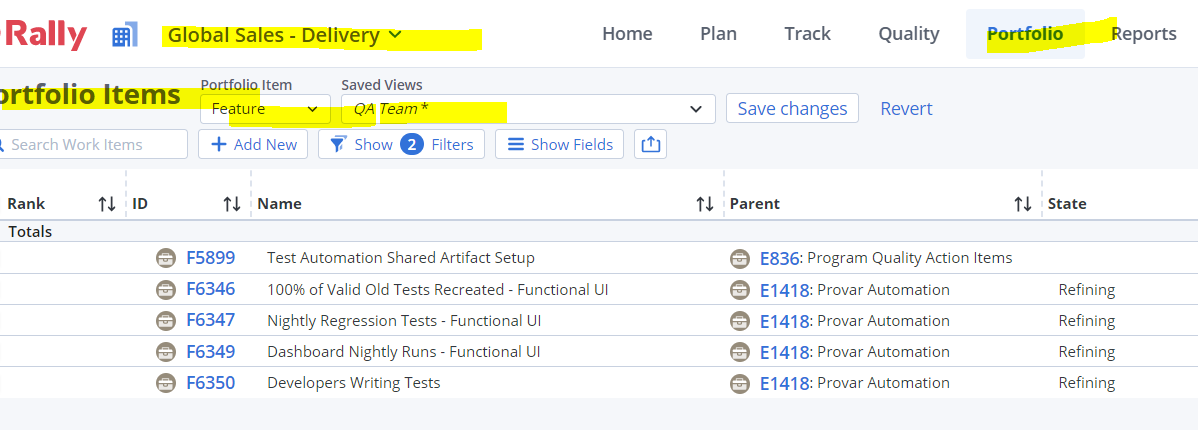 Rally Global Sales - Delivery Home Plan Track Quality Portfolio Reports
Portfolio Item Saved Views
ortfolio Items Feature QA Team * Save changes Revert
Search Work Items Add New Show 2 Filters Show Fields
Rank ID Name Parent State
Totals
F5899 Test Automation Shared Artifact Setup E836: Program Quality Action Items
F6346 100% of Valid Old Tests Recreated - Functional UI E1418: Provar Automation Refining
F6347 Nightly Regression Tests - Functional UI E1418: Provar Automation Refining
F6349 Dashboard Nightly Runs - Functional UI E1418: Provar Automation Refining
F6350 Developers Writing Tests E1418: Provar Automation Refining